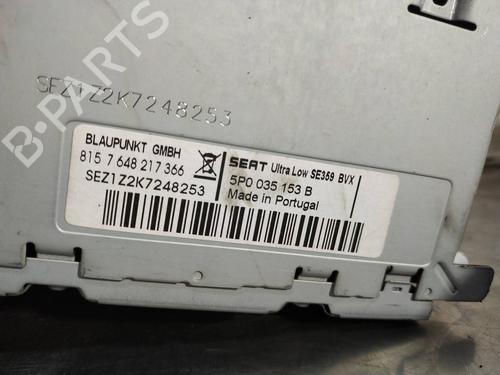 B-PARTS
SEZ1Z2K7248253
BLAUPUNKT GMBH
815 7 648 217 366
SEZ1Z2K7248253
SEAT Ultra Low SE359 BVX
5P0 035 153 B
Made in Portugal